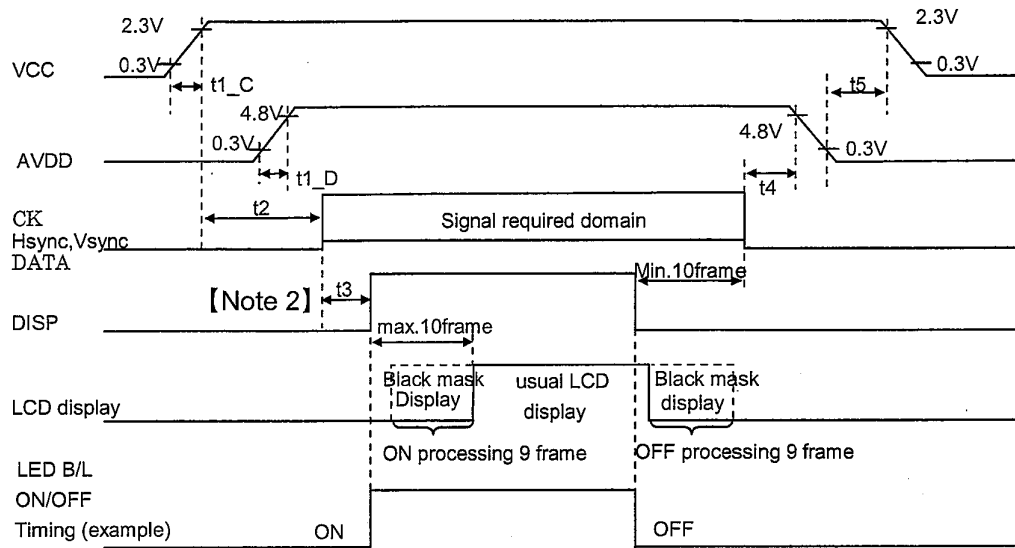 2.3V
2.3V
VCC
0.3V
0.3V
t1_C
t5
4.8V
4.8V
0.3V
0.3V
AVDD
t1_D
t4
t2
CK
Signal required domain
Hsync,Vsync
DATA
Min.10frame
【Note 2】
t3
DISP
max.10frame
Black mask
Display
usual LCD
display
Black mask
display
LCD display
ON processing 9 frame
OFF processing 9 frame
LED B/L
ON/OFF
Timing (example)
ON
OFF